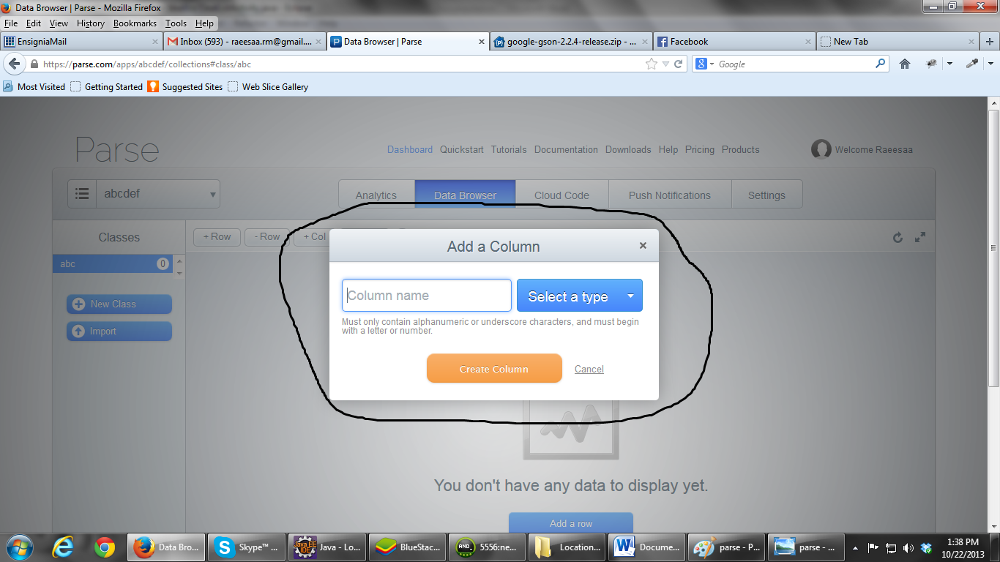 Data Browser | Parse - Mozilla Firefox
File Edit View History Bookmarks Tools Help
EnsigniaMail
Inbox (593) - raeesaa.rm@gmail....
Data Browser | Parse
google-gson-2.2.4-release.zip - ...
Facebook
New Tab
https://parse.com/apps/abcdef/collections#class/abc
Google
Most Visited Getting Started Suggested Sites Web Slice Gallery
Parse
Dashboard Quickstart Tutorials Documentation Downloads Help Pricing Products
Welcome Raeesaa
abcdef
Analytics Data Browser Cloud Code Push Notifications Settings
Classes
+ Row - Row + Col
abc 0
New Class
Import
Add a Column
Column name
Select a type
Must only contain alphanumeric or underscore characters, and must begin
with a letter or number.
Create Column Cancel
You don't have any data to display yet.
Add a row
Data Bro...
Skype™ ...
Java - Lo...
BlueStac...
5556:ne...
Location...
Docume...
parse - P...
parse - ...
1:38 PM
10/22/2013